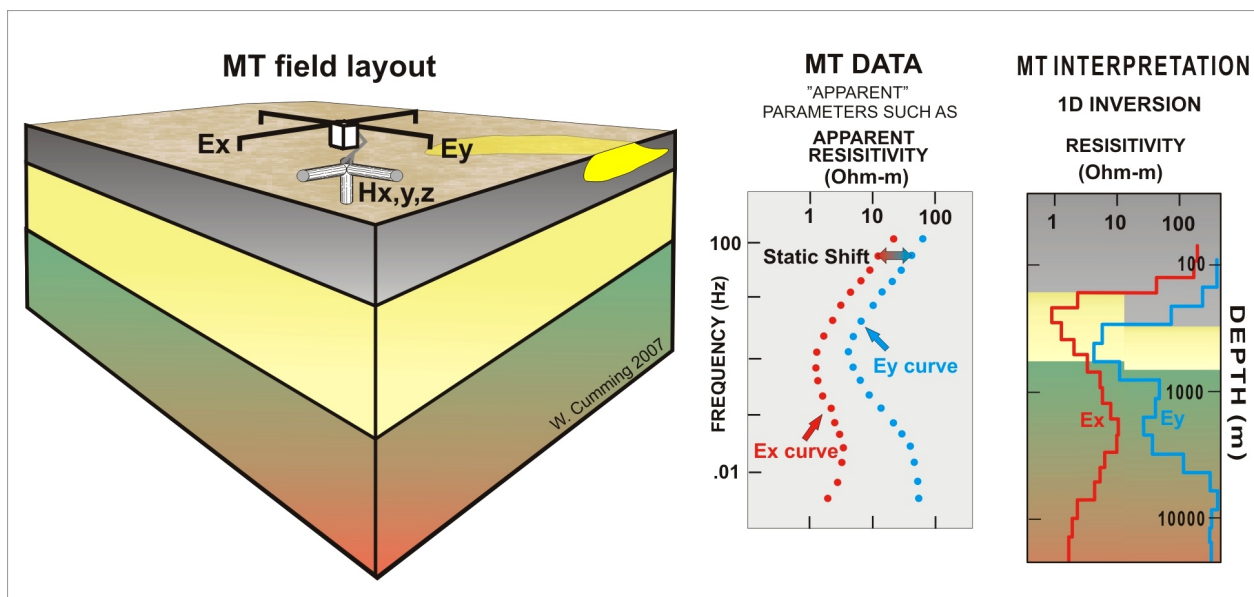 MT field layout
Ex
Ey
Hx,y,z
W. Cumming 2007
MT DATA
"APPARENT"
PARAMETERS SUCH AS
APPARENT
RESISITIVITY
(Ohm-m)
1 10 100
100
Static Shift
FREQUENCY (Hz)
Ey curve
Ex curve
.01
MT INTERPRETATION
1D INVERSION
RESISITIVITY
(Ohm-m)
1 10 100
100
1000
Ex
Ey
10000
DEPTH (m)